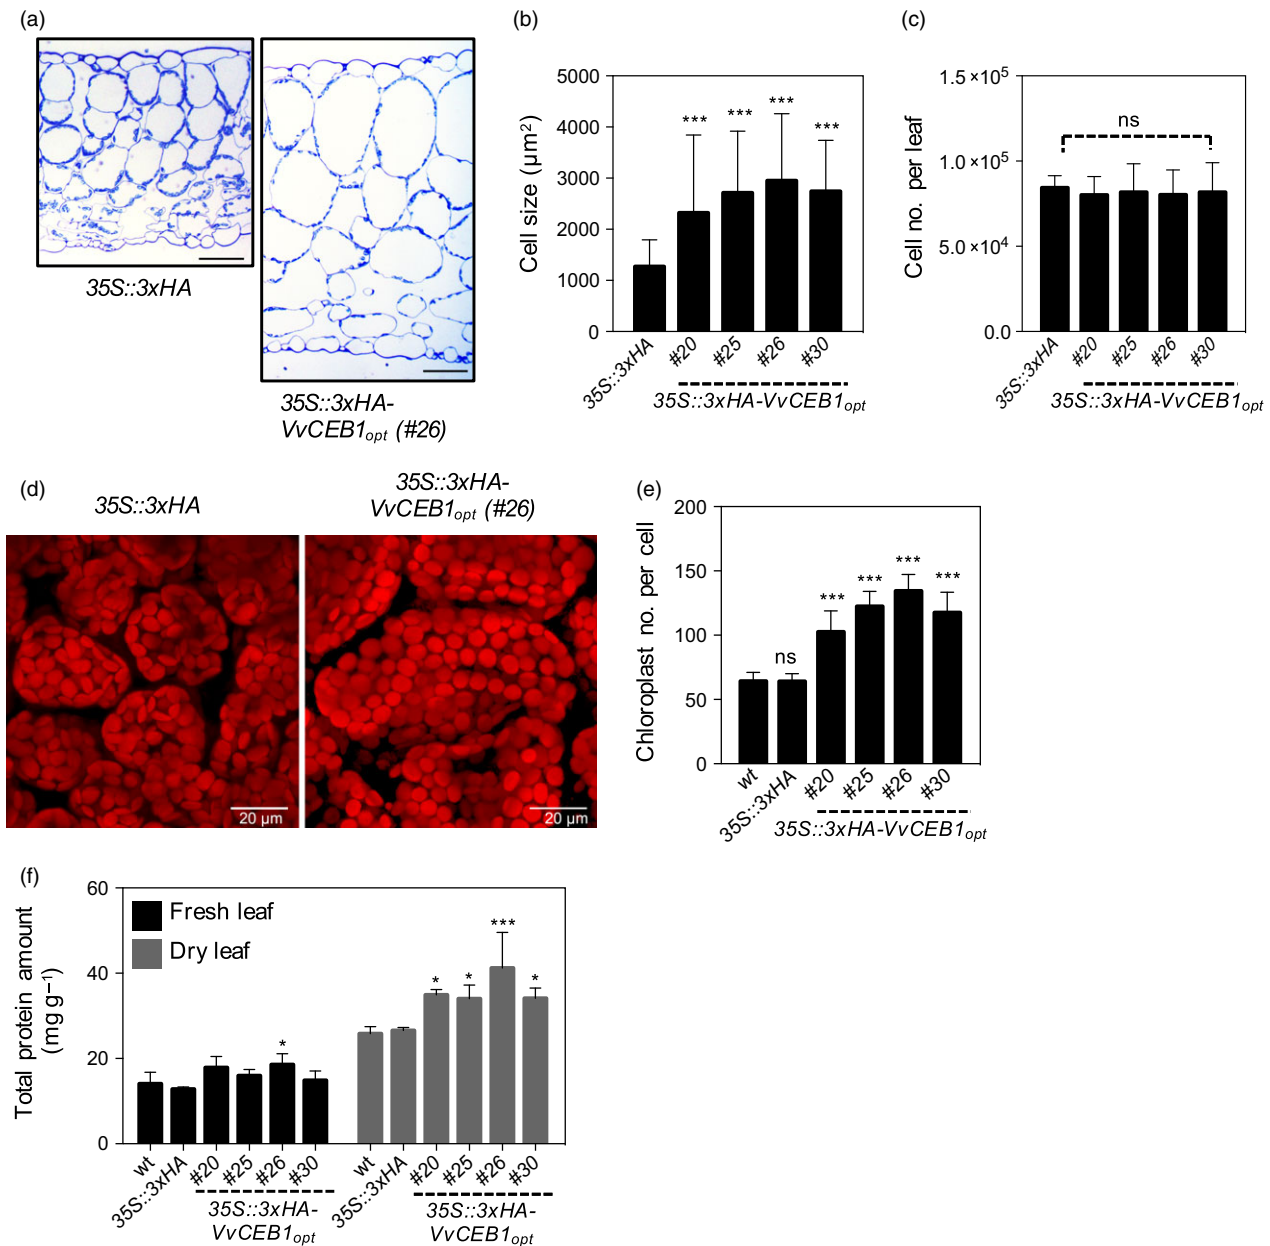 (a)
35S::3xHA
35S::3xHA-
VvCEB1opt (#26)
(b)
Cell size (µm²)
5000
4000
3000
2000
1000
0
***
***
***
***
35S::3xHA
#20
#25
#26
#30
35S::3xHA-VvCEB1opt
(c)
Cell no. per leaf
1.5×10⁵
1.0×10⁵
5.0×10⁴
0.0
ns
35S::3xHA
#20
#25
#26
#30
35S::3xHA-VvCEB1opt
(d)
35S::3xHA
35S::3xHA-
VvCEB1opt (#26)
20 µm
20 µm
(e)
Chloroplast no. per cell
200
150
100
50
0
ns
***
***
***
***
wt
35S::3xHA
#20
#25
#26
#30
35S::3xHA-VvCEB1opt
(f)
Total protein amount
(mg g⁻¹)
60
40
20
0
Fresh leaf
Dry leaf
*
*
*
***
*
wt
35S::3xHA
#20
#25
#26
#30
35S::3xHA-
VvCEB1opt
wt
35S::3xHA
#20
#25
#26
#30
35S::3xHA-
VvCEB1opt